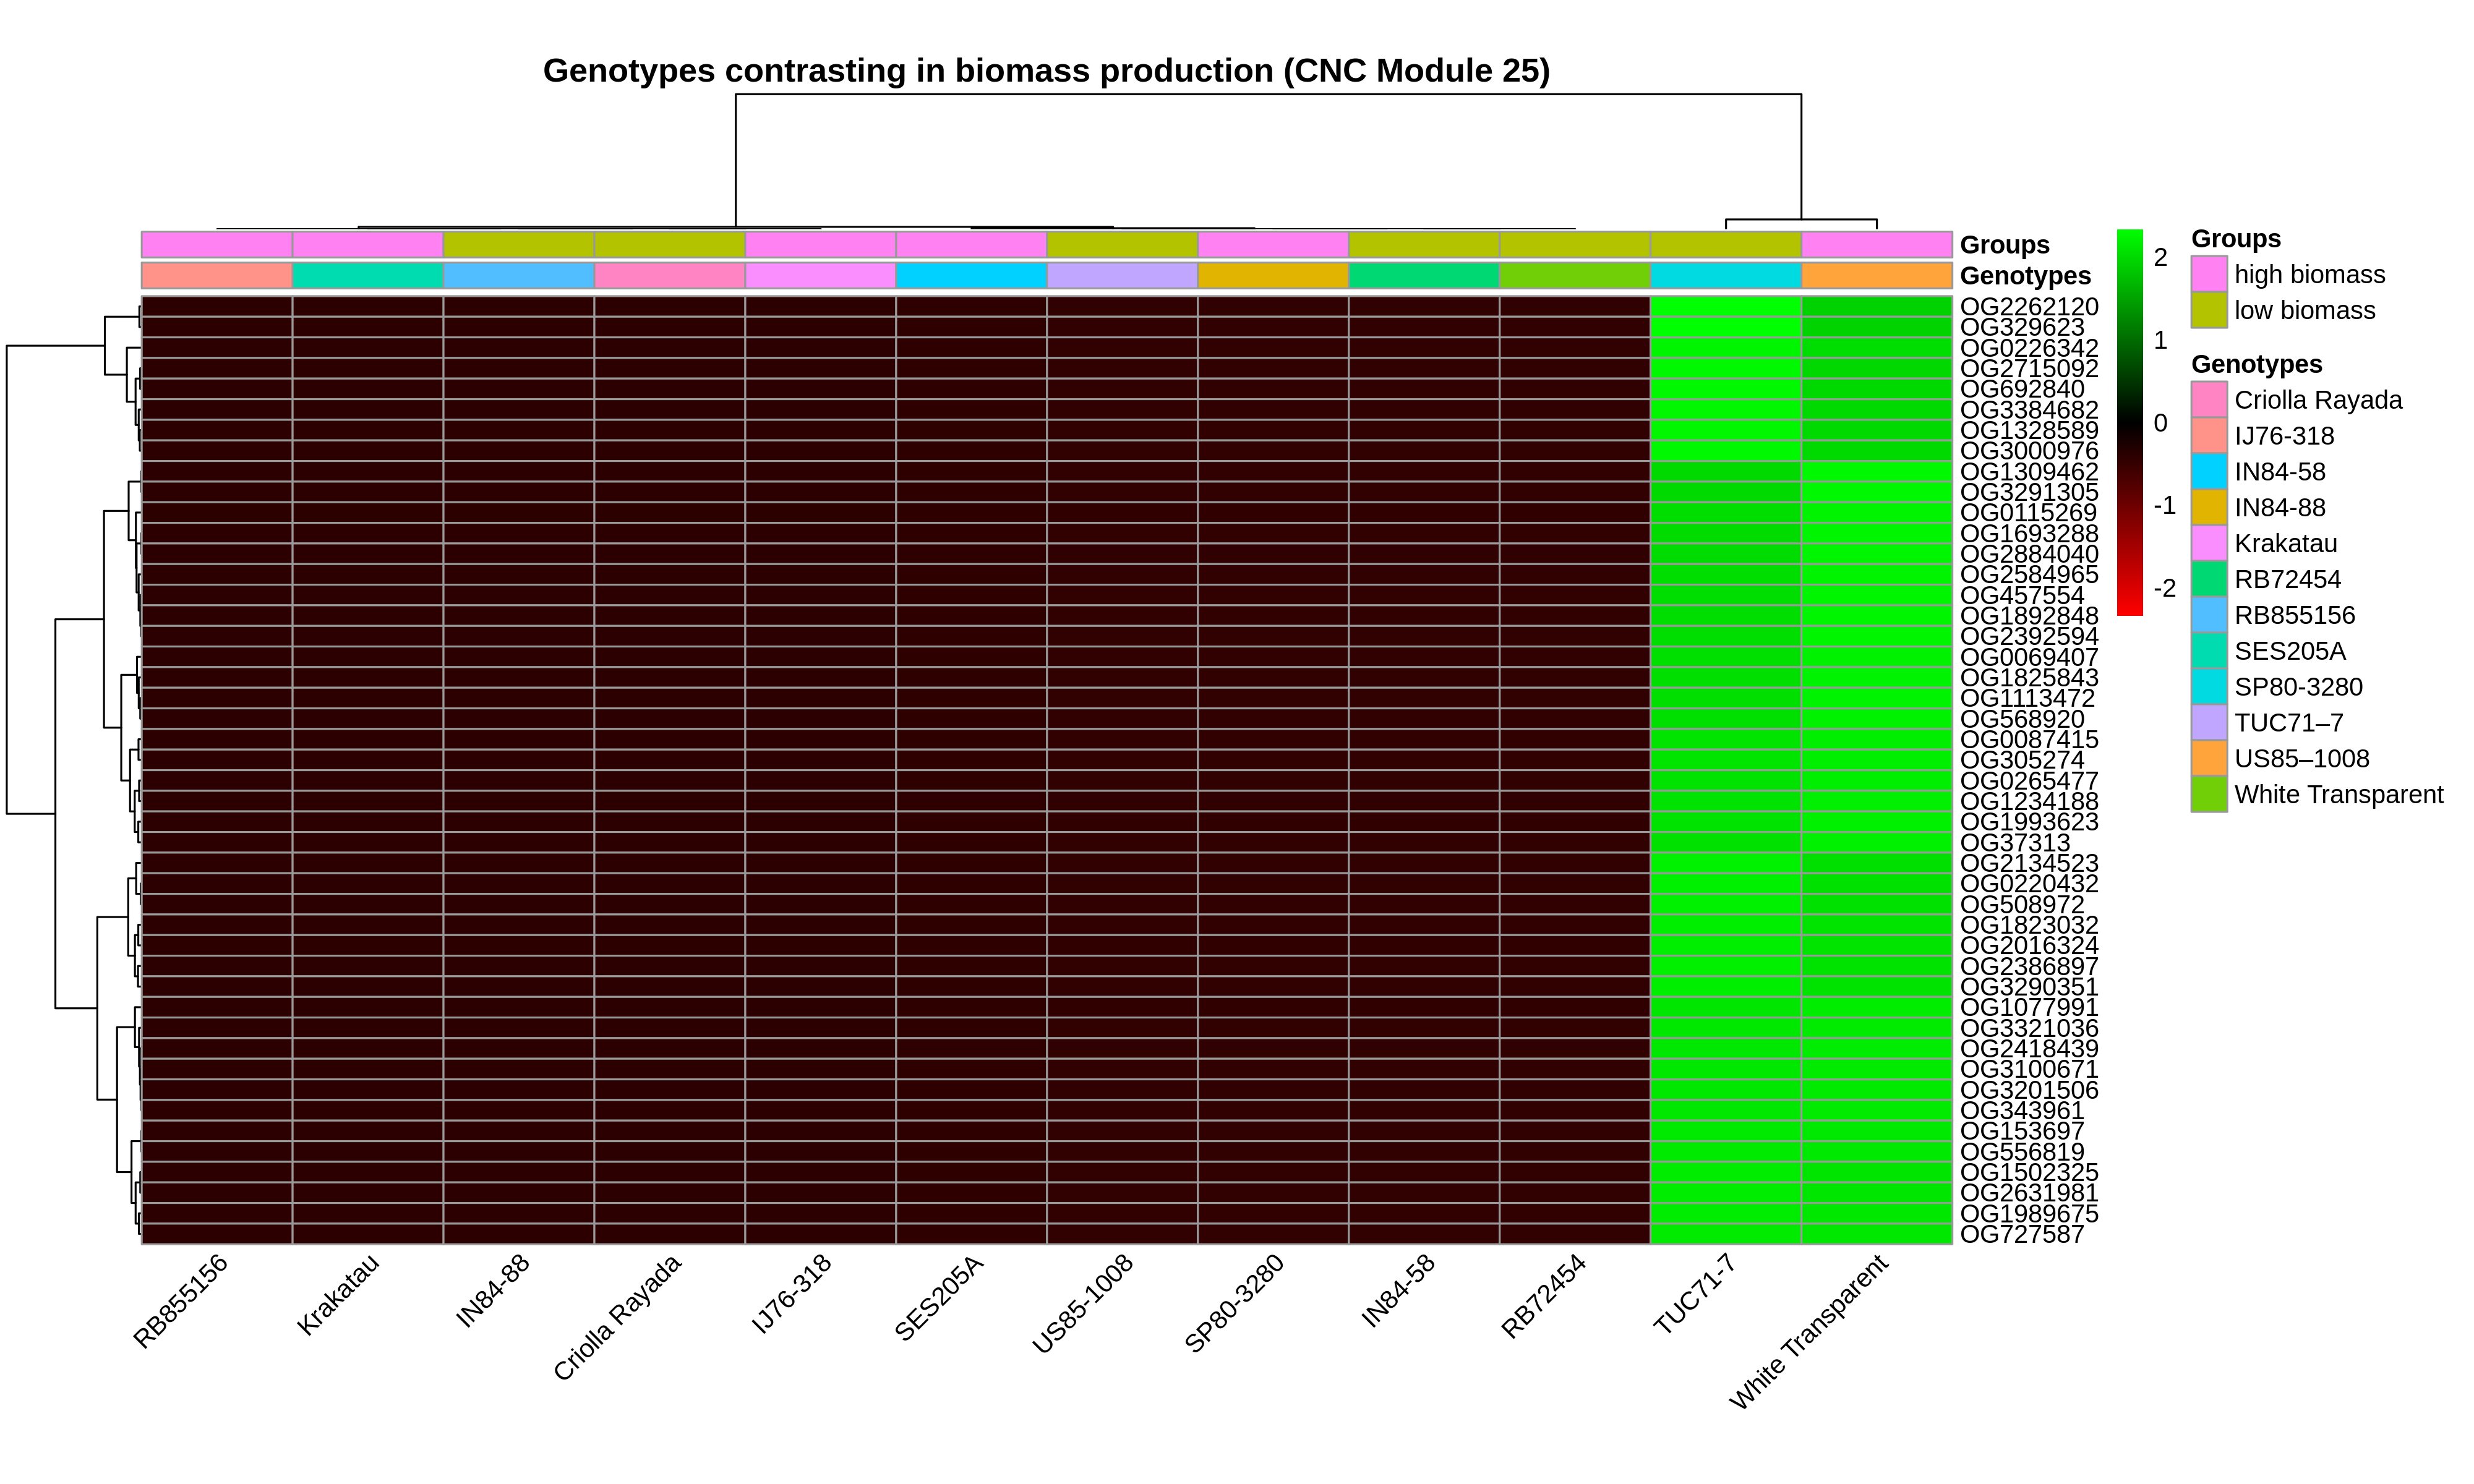 Genotypes contrasting in biomass production (CNC Module 25)
Groups
Genotypes
OG2262120
OG329623
OG0226342
OG2715092
OG692840
OG3384682
OG1328589
OG3000976
OG1309462
OG3291305
OG0115269
OG1693288
OG2884040
OG2584965
OG457554
OG1892848
OG2392594
OG0069407
OG1825843
OG1113472
OG568920
OG0087415
OG305274
OG0265477
OG1234188
OG1993623
OG37313
OG2134523
OG0220432
OG508972
OG1823032
OG2016324
OG2386897
OG3290351
OG1077991
OG3321036
OG2418439
OG3100671
OG3201506
OG343961
OG153697
OG556819
OG1502325
OG2631981
OG1989675
OG727587
RB855156
Krakatau
IN84-88
Criolla Rayada
IJ76-318
SES205A
US85-1008
SP80-3280
IN84-58
RB72454
TUC71-7
White Transparent
2
1
0
-1
-2
Groups
high biomass
low biomass
Genotypes
Criolla Rayada
IJ76-318
IN84-58
IN84-88
Krakatau
RB72454
RB855156
SES205A
SP80-3280
TUC71–7
US85–1008
White Transparent